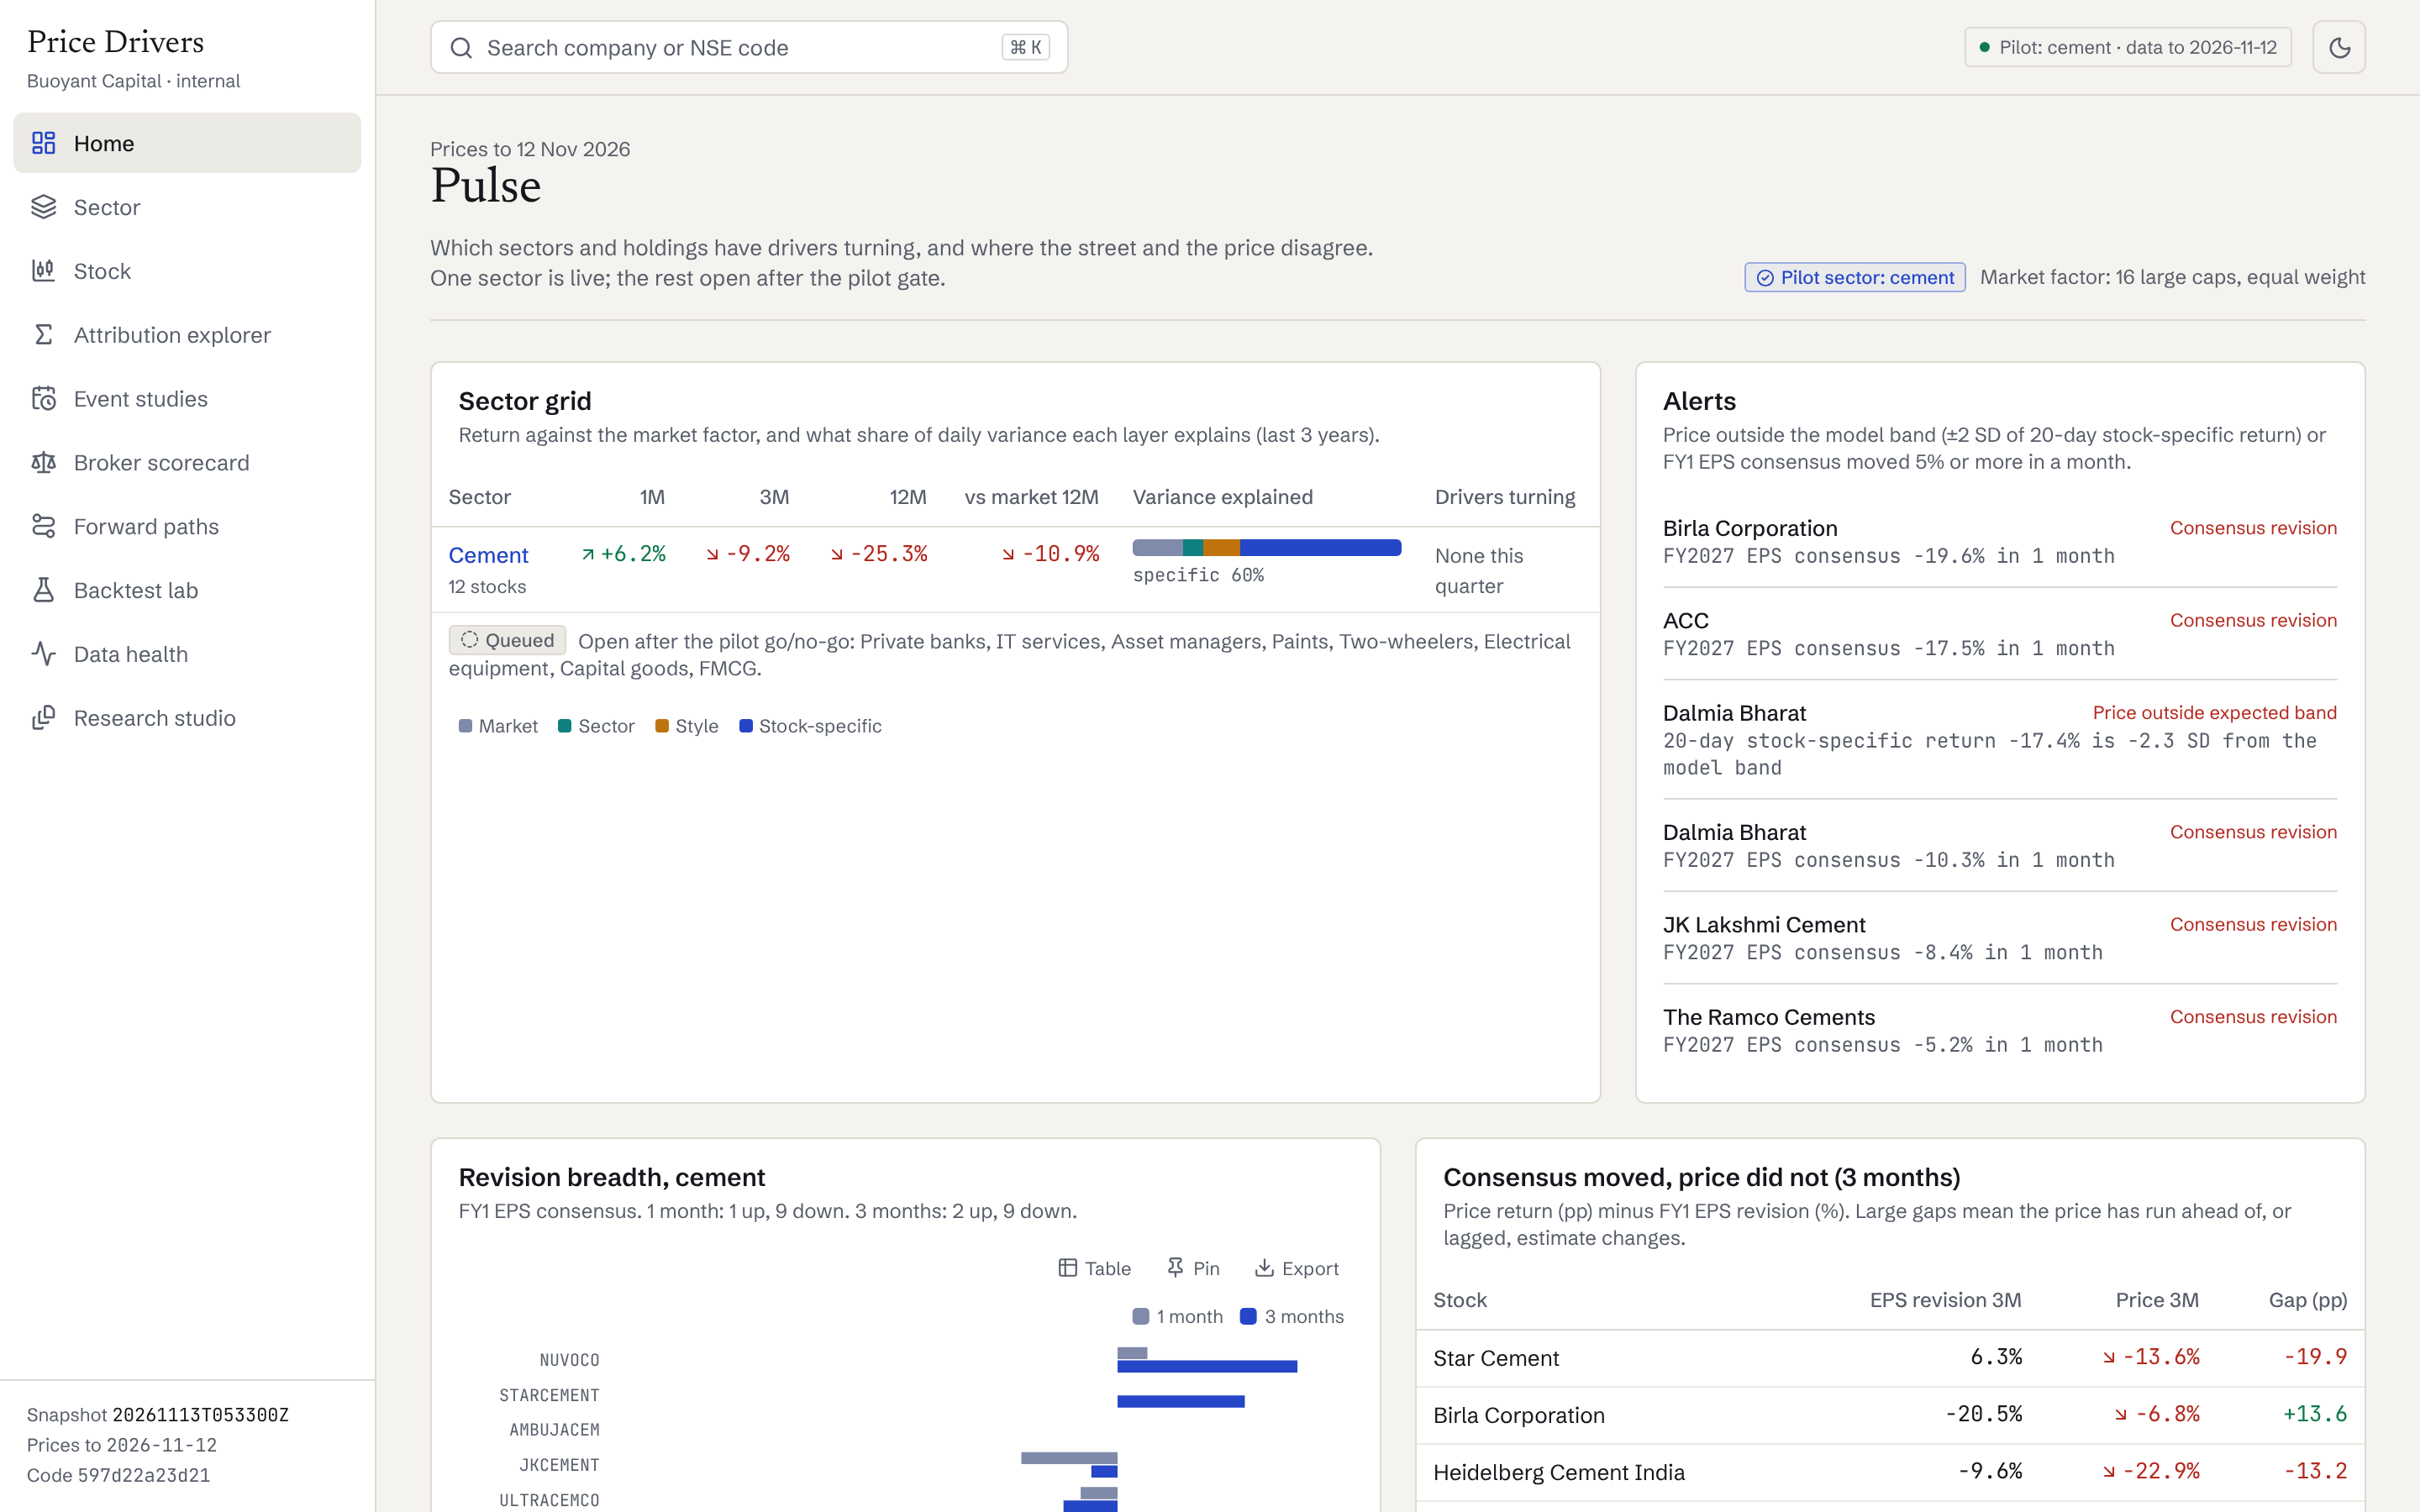 Price Drivers
Buoyant Capital · internal
Home
Sector
Stock
Attribution explorer
Event studies
Broker scorecard
Forward paths
Backtest lab
Data health
Research studio
Snapshot 20261113T053300Z
Prices to 2026-11-12
Code 597d22a23d21
Search company or NSE code
⌘ K
Pilot: cement · data to 2026-11-12
Prices to 12 Nov 2026
Pulse
Which sectors and holdings have drivers turning, and where the street and the price disagree.
One sector is live; the rest open after the pilot gate.
Pilot sector: cement
Market factor: 16 large caps, equal weight
Sector grid
Return against the market factor, and what share of daily variance each layer explains (last 3 years).
Sector 1M 3M 12M vs market 12M Variance explained Drivers turning
Cement ↗ +6.2% ↘ -9.2% ↘ -25.3% ↘ -10.9% None this
12 stocks specific 60% quarter
Queued Open after the pilot go/no-go: Private banks, IT services, Asset managers, Paints, Two-wheelers, Electrical
equipment, Capital goods, FMCG.
Market Sector Style Stock-specific
Alerts
Price outside the model band (±2 SD of 20-day stock-specific return) or
FY1 EPS consensus moved 5% or more in a month.
Birla Corporation Consensus revision
FY2027 EPS consensus -19.6% in 1 month
ACC Consensus revision
FY2027 EPS consensus -17.5% in 1 month
Dalmia Bharat Price outside expected band
20-day stock-specific return -17.4% is -2.3 SD from the
model band
Dalmia Bharat Consensus revision
FY2027 EPS consensus -10.3% in 1 month
JK Lakshmi Cement Consensus revision
FY2027 EPS consensus -8.4% in 1 month
The Ramco Cements Consensus revision
FY2027 EPS consensus -5.2% in 1 month
Revision breadth, cement
FY1 EPS consensus. 1 month: 1 up, 9 down. 3 months: 2 up, 9 down.
Table Pin Export
1 month 3 months
NUVOCO
STARCEMENT
AMBUJACEM
JKCEMENT
ULTRACEMCO
Consensus moved, price did not (3 months)
Price return (pp) minus FY1 EPS revision (%). Large gaps mean the price has run ahead of, or
lagged, estimate changes.
Stock EPS revision 3M Price 3M Gap (pp)
Star Cement 6.3% ↘ -13.6% -19.9
Birla Corporation -20.5% ↘ -6.8% +13.6
Heidelberg Cement India -9.6% ↘ -22.9% -13.2